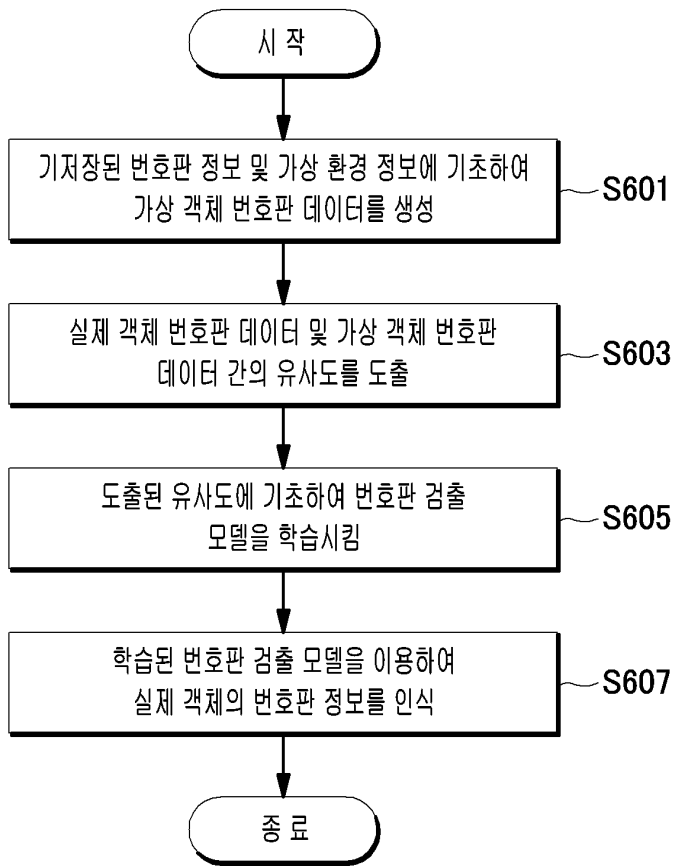 시 작
기저장된 번호판 정보 및 가상 환경 정보에 기초하여
가상 객체 번호판 데이터를 생성
S601
실제 객체 번호판 데이터 및 가상 객체 번호판
데이터 간의 유사도를 도출
S603
도출된 유사도에 기초하여 번호판 검출
모델을 학습시킴
S605
학습된 번호판 검출 모델을 이용하여
실제 객체의 번호판 정보를 인식
S607
종 료